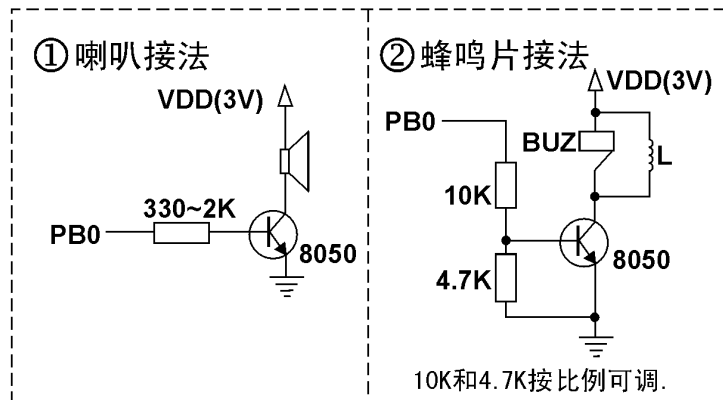 ①喇叭接法
VDD(3V)
330~2K
PB0
8050
②蜂鸣片接法
VDD(3V)
PB0
BUZ
L
10K
8050
4.7K
10K和4.7K按比例可调.